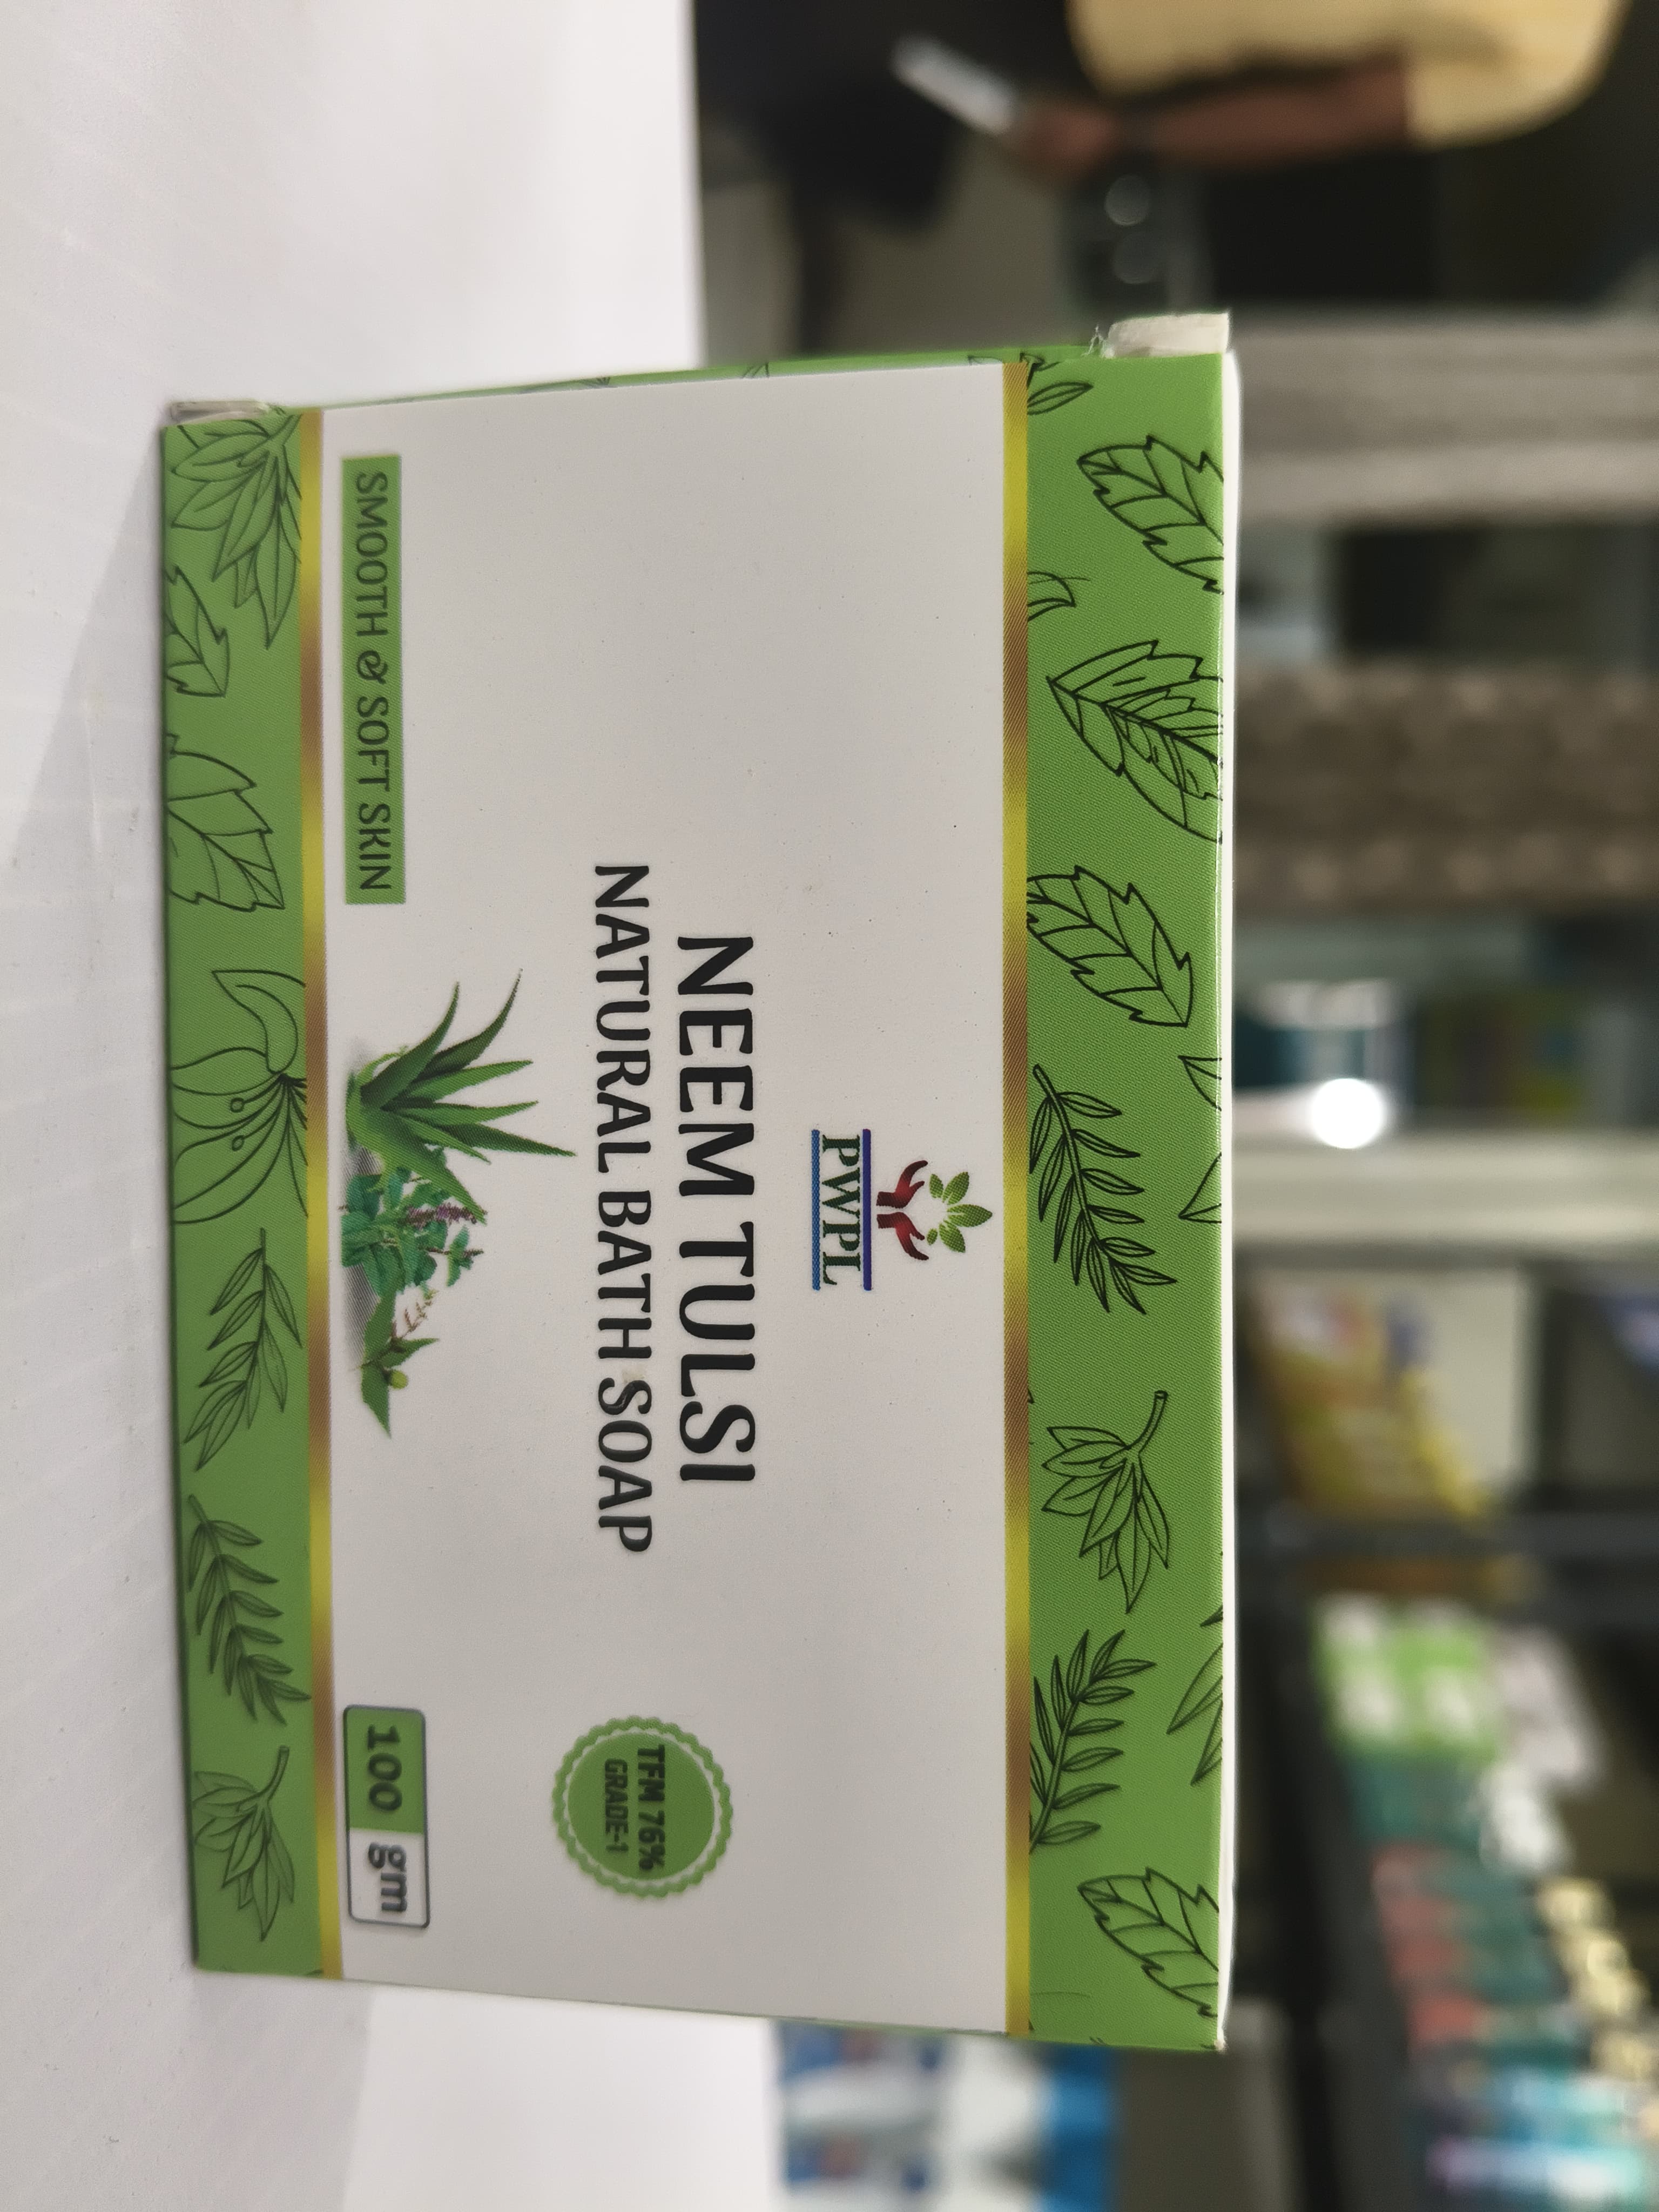 PWPL
NEEM TULSI
NATURAL BATH SOAP
TFM 76%
GRADE-1
SMOOTH & SOFT SKIN
100 gm